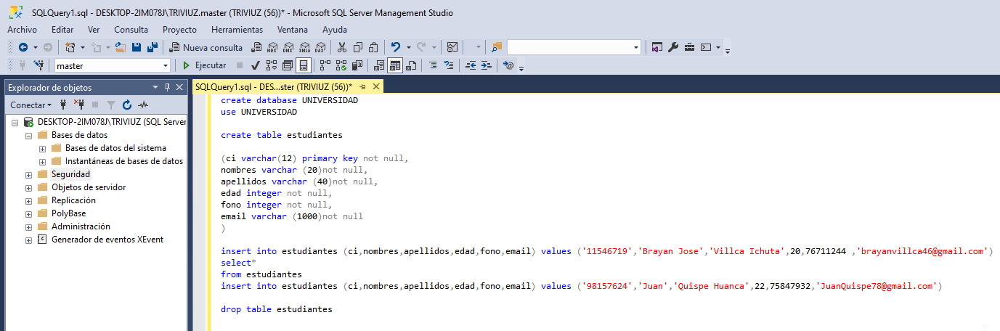 SQLQuery1.sql - DESKTOP-2IM078J\TRIVIUZ.master (TRIVIUZ (56))* - Microsoft SQL Server Management Studio
Archivo Editar Ver Consulta Proyecto Herramientas Ventana Ayuda
Nueva consulta MDX DMX XMLA DAX
master Ejecutar
Explorador de objetos
Conectar
DESKTOP-2IM078J\TRIVIUZ (SQL Server
Bases de datos
Bases de datos del sistema
Instantáneas de bases de datos
Seguridad
Objetos de servidor
Replicación
PolyBase
Administración
Generador de eventos XEvent
SQLQuery1.sql - DES...ster (TRIVIUZ (56))*
create database UNIVERSIDAD
use UNIVERSIDAD
create table estudiantes
(ci varchar(12) primary key not null,
nombres varchar (20)not null,
apellidos varchar (40)not null,
edad integer not null,
fono integer not null,
email varchar (1000)not null
)
insert into estudiantes (ci,nombres,apellidos,edad,fono,email) values ('11546719','Brayan Jose','Villca Ichuta',20,76711244 ,'brayanvillca46@gmail.com')
select*
from estudiantes
insert into estudiantes (ci,nombres,apellidos,edad,fono,email) values ('98157624','Juan','Quispe Huanca',22,75847932,'JuanQuispe78@gmail.com')
drop table estudiantes